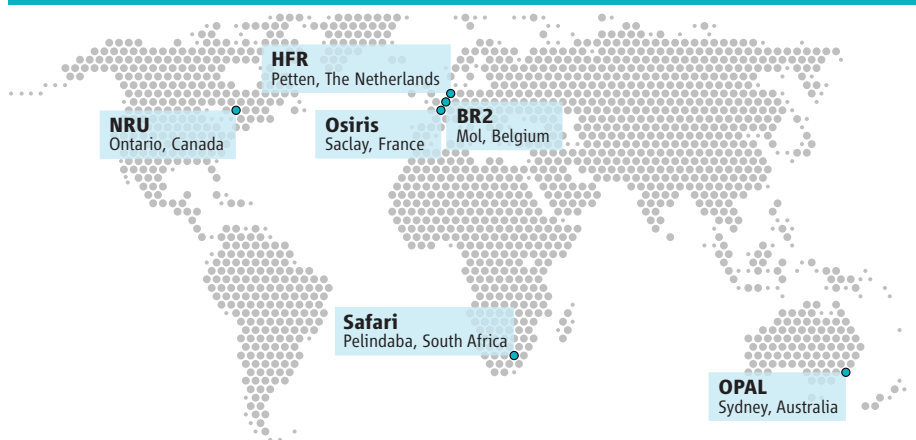 HFR
Petten, The Netherlands
NRU
Ontario, Canada
Osiris
Saclay, France
BR2
Mol, Belgium
Safari
Pelindaba, South Africa
OPAL
Sydney, Australia